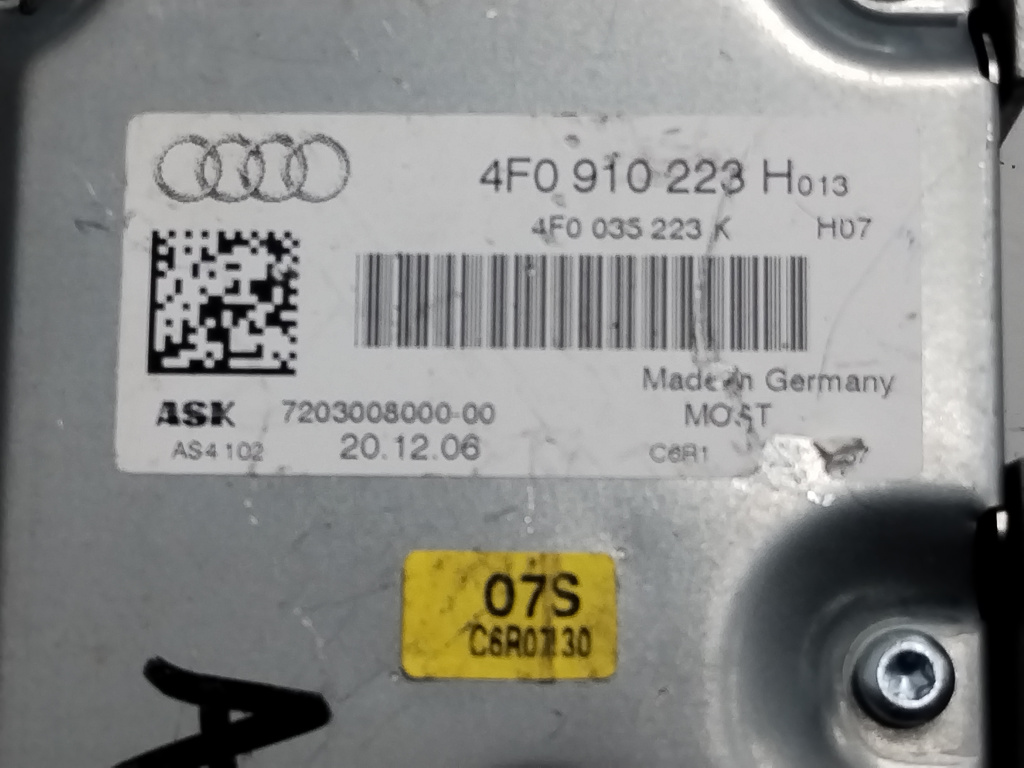 4F0 910 223 H013
4F0 035 223 K H07
Made in Germany
ASK 7203008000-00 MOST
AS4 102 20.12.06 C6R1
07S
C6R07130
A